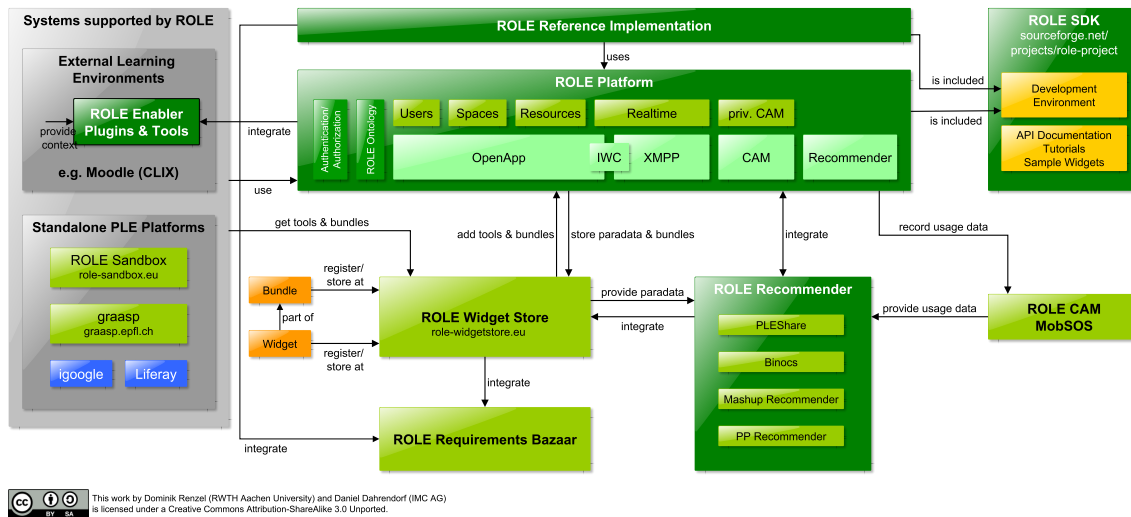 Systems supported by ROLE
External Learning
Environments
ROLE Enabler
Plugins & Tools
provide
context
e.g. Moodle (CLIX)
Standalone PLE Platforms
ROLE Sandbox
role-sandbox.eu
graasp
graasp.epfl.ch
igoogle
Liferay
ROLE Reference Implementation
uses
ROLE Platform
Authentication/
Authorization
ROLE Ontology
Users
Spaces
Resources
Realtime
priv. CAM
OpenApp
IWC
XMPP
CAM
Recommender
integrate
use
ROLE SDK
sourceforge.net/
projects/role-project
Development
Environment
API Documentation
Tutorials
Sample Widgets
is included
is included
get tools & bundles
add tools & bundles
store paradata & bundles
integrate
record usage data
Bundle
register/
store at
part of
Widget
register/
store at
ROLE Widget Store
role-widgetstore.eu
provide paradata
integrate
ROLE Recommender
PLEShare
Binocs
Mashup Recommender
PP Recommender
provide usage data
ROLE CAM
MobSOS
integrate
integrate
ROLE Requirements Bazaar
cc
BY SA
This work by Dominik Renzel (RWTH Aachen University) and Daniel Dahrendorf (IMC AG)
is licensed under a Creative Commons Attribution-ShareAlike 3.0 Unported.